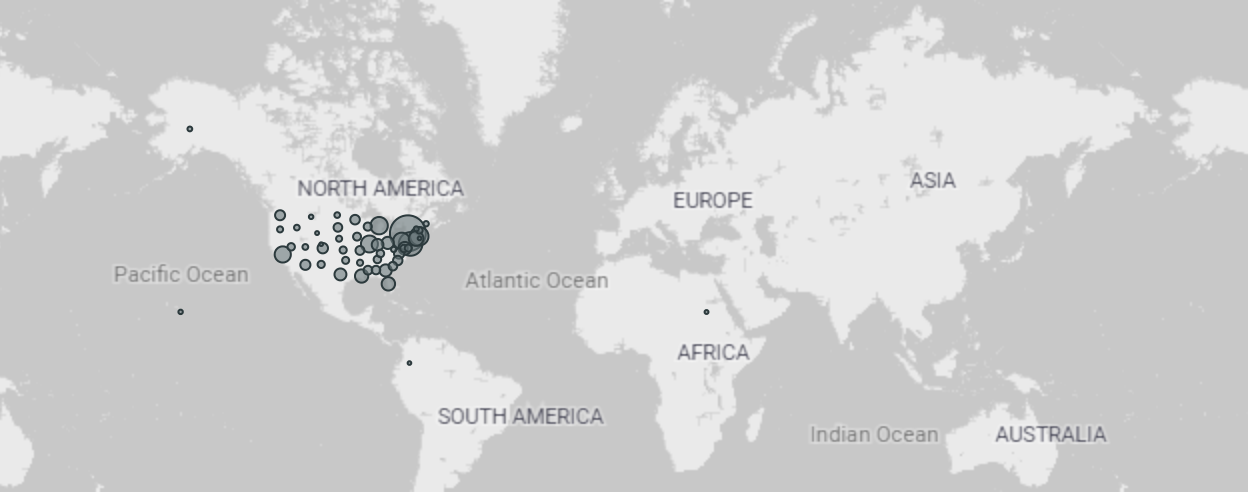 NORTH AMERICA
EUROPE
ASIA
Pacific Ocean
Atlantic Ocean
AFRICA
SOUTH AMERICA
Indian Ocean
AUSTRALIA